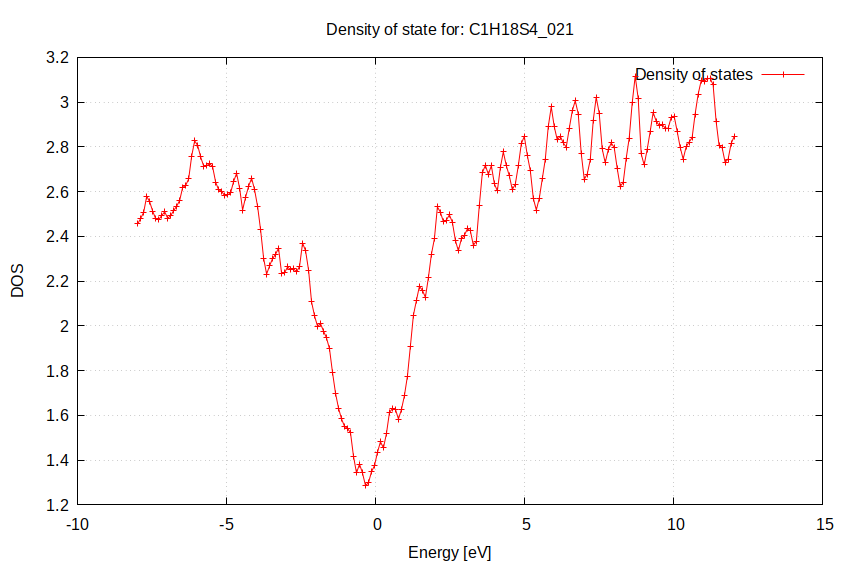 Density of state for: C1H18S4_021
Density of states
3.2
3
2.8
2.6
2.4
2.2
2
1.8
1.6
1.4
1.2
DOS
-10 -5 0 5 10 15
Energy [eV]